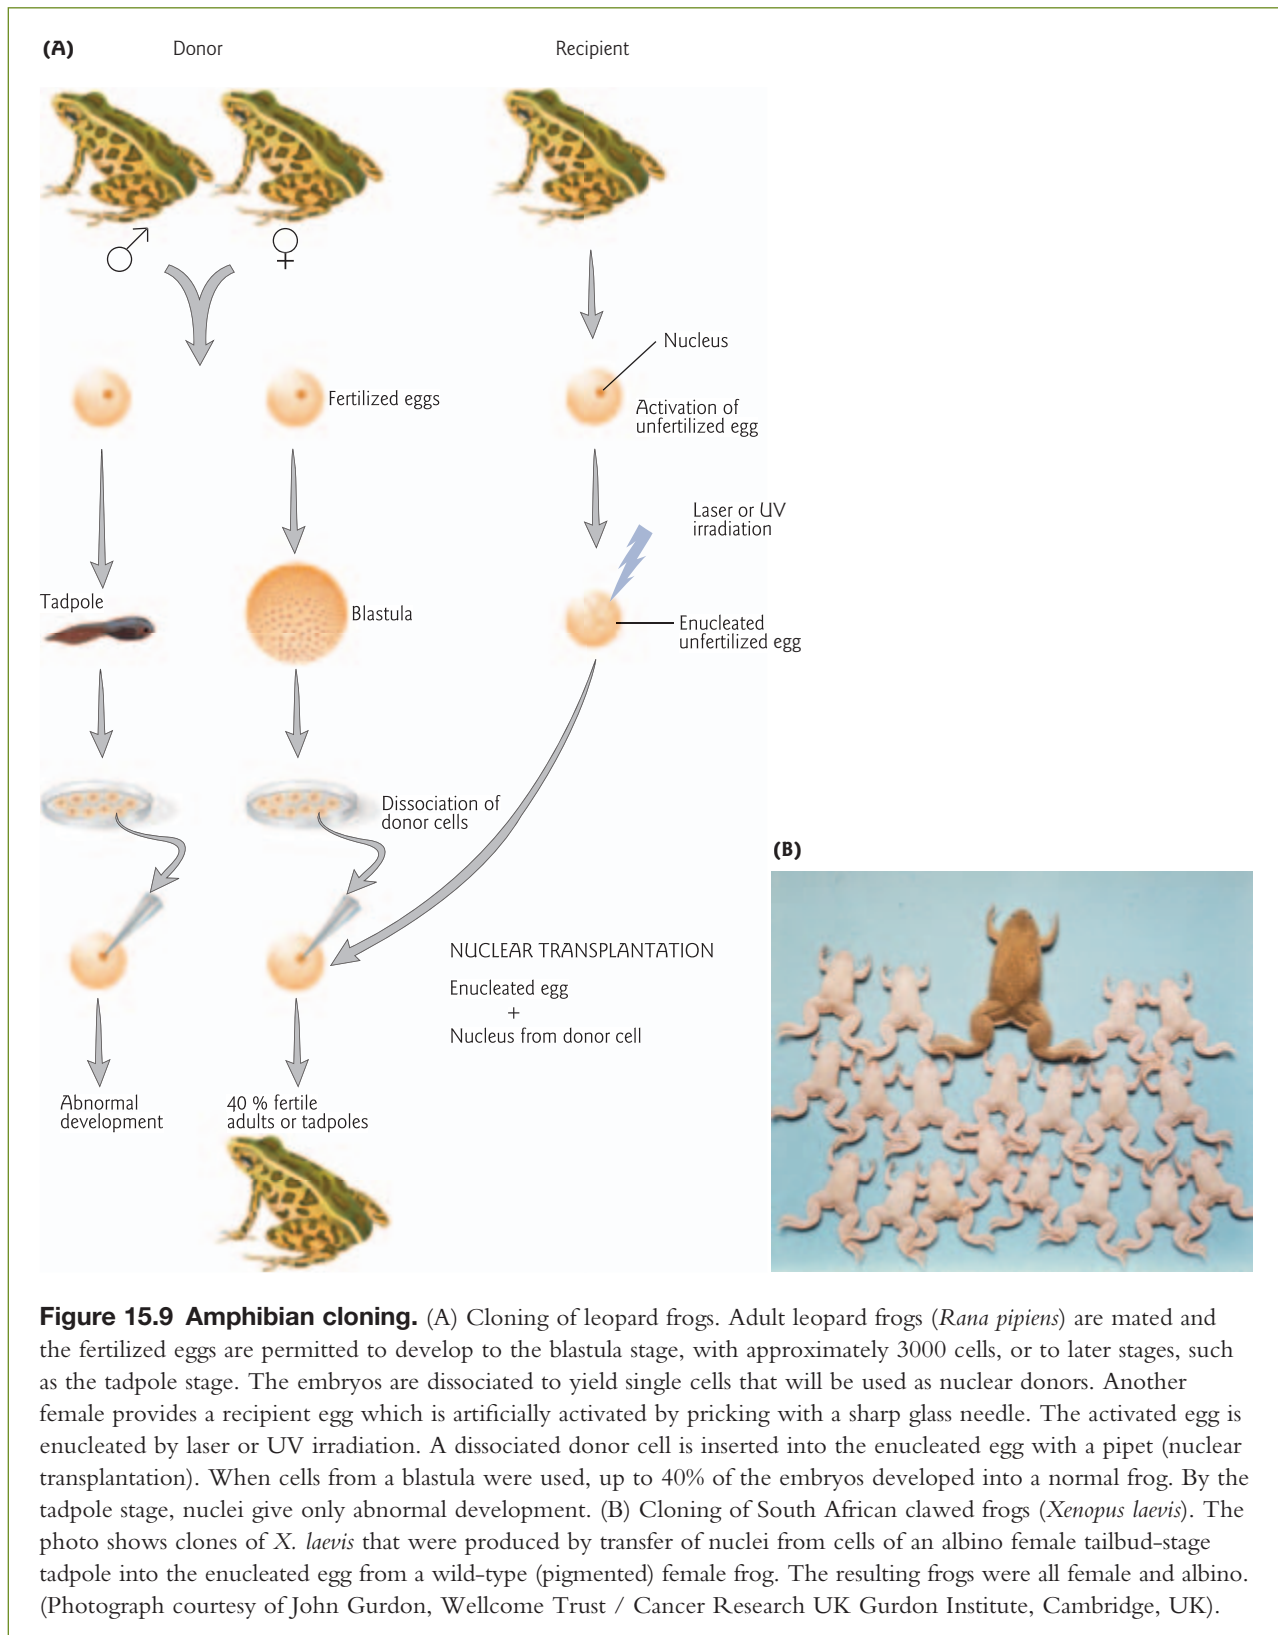 (A)
Donor
Recipient
Nucleus
Fertilized eggs
Activation of
unfertilized egg
Laser or UV
irradiation
Tadpole
Blastula
Enucleated
unfertilized egg
Dissociation of
donor cells
(B)
NUCLEAR TRANSPLANTATION
Enucleated egg
+
Nucleus from donor cell
Abnormal
development
40 % fertile
adults or tadpoles
Figure 15.9 Amphibian cloning. (A) Cloning of leopard frogs. Adult leopard frogs (Rana pipiens) are mated and
the fertilized eggs are permitted to develop to the blastula stage, with approximately 3000 cells, or to later stages, such
as the tadpole stage. The embryos are dissociated to yield single cells that will be used as nuclear donors. Another
female provides a recipient egg which is artificially activated by pricking with a sharp glass needle. The activated egg is
enucleated by laser or UV irradiation. A dissociated donor cell is inserted into the enucleated egg with a pipet (nuclear
transplantation). When cells from a blastula were used, up to 40% of the embryos developed into a normal frog. By the
tadpole stage, nuclei give only abnormal development. (B) Cloning of South African clawed frogs (Xenopus laevis). The
photo shows clones of X. laevis that were produced by transfer of nuclei from cells of an albino female tailbud-stage
tadpole into the enucleated egg from a wild-type (pigmented) female frog. The resulting frogs were all female and albino.
(Photograph courtesy of John Gurdon, Wellcome Trust / Cancer Research UK Gurdon Institute, Cambridge, UK).